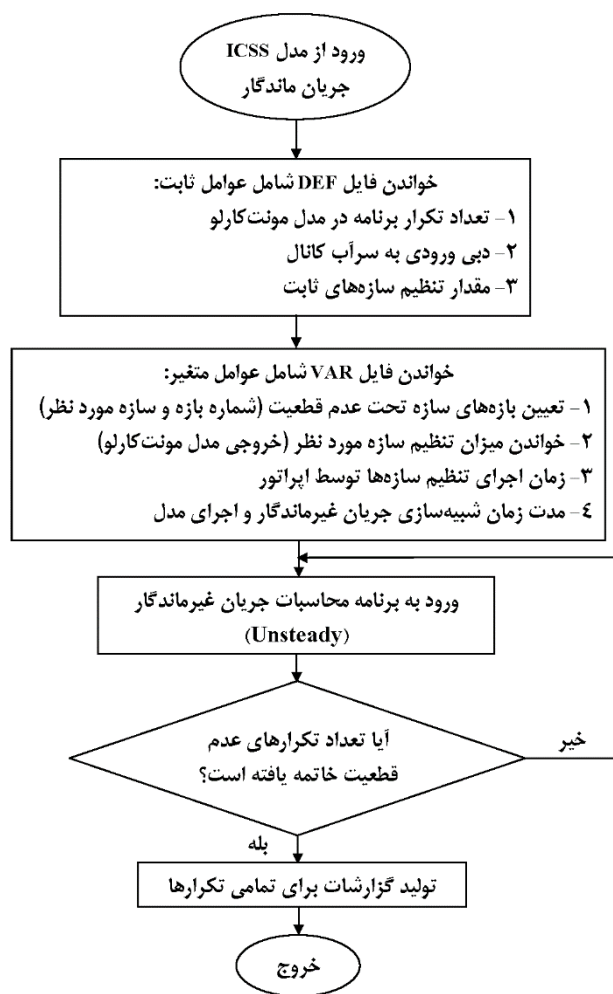 ورود از مدل ICSS
جریان ماندگار
خواندن فایل DEF شامل عوامل ثابت:
۱- تعداد تکرار برنامه در مدل مونت‌کارلو
۲- دبی ورودی به سرآب کانال
۳- مقدار تنظیم سازه‌های ثابت
خواندن فایل VAR شامل عوامل متغیر:
۱- تعیین بازه‌های سازه تحت عدم قطعیت (شماره بازه و سازه مورد نظر)
۲- خواندن میزان تنظیم سازه مورد نظر (خروجی مدل مونت‌کارلو)
۳- زمان اجرای تنظیم سازه‌ها توسط اپراتور
٤- مدت زمان شبیه‌سازی جریان غیرماندگار و اجرای مدل
ورود به برنامه محاسبات جریان غیرماندگار
(Unsteady)
آیا تعداد تکرارهای عدم
قطعیت خاتمه یافته است؟
خیر
بله
تولید گزارشات برای تمامی تکرارها
خروج